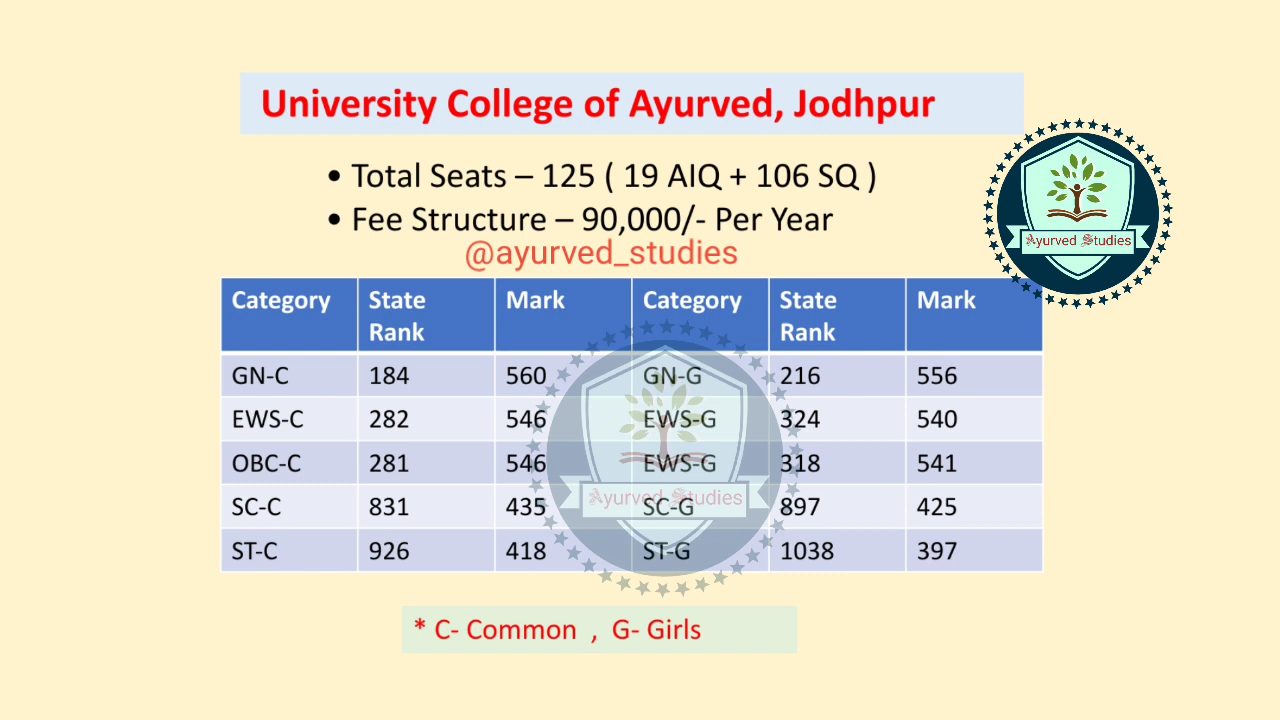 University College of Ayurved, Jodhpur
• Total Seats – 125 ( 19 AIQ + 106 SQ )
• Fee Structure – 90,000/- Per Year
@ayurved_studies
Ayurved Studies
Category State Rank Mark Category State Rank Mark
GN-C 184 560 GN-G 216 556
EWS-C 282 546 EWS-G 324 540
OBC-C 281 546 EWS-G 318 541
SC-C 831 435 SC-G 897 425
ST-C 926 418 ST-G 1038 397
Ayurved Studies
* C- Common , G- Girls